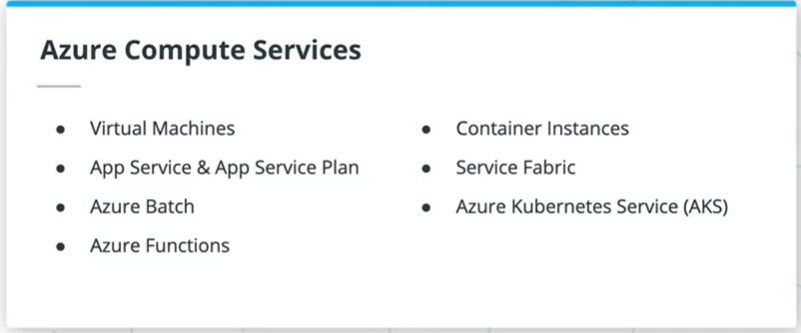 Azure Compute Services
● Virtual Machines
● App Service & App Service Plan
● Azure Batch
● Azure Functions
● Container Instances
● Service Fabric
● Azure Kubernetes Service (AKS)